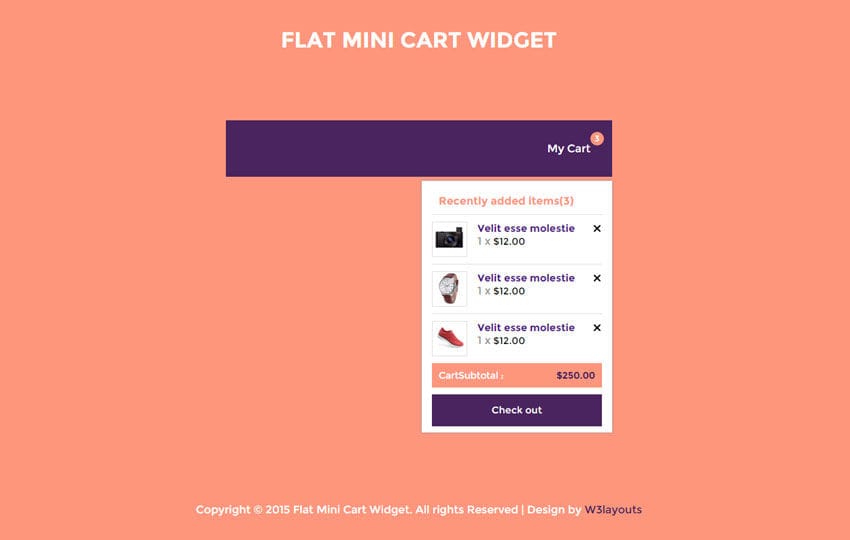 FLAT MINI CART WIDGET
My Cart 3
Recently added items(3)
Velit esse molestie ×
1 x $12.00
Velit esse molestie ×
1 x $12.00
Velit esse molestie ×
1 x $12.00
CartSubtotal : $250.00
Check out
Copyright © 2015 Flat Mini Cart Widget. All rights Reserved | Design by W3layouts